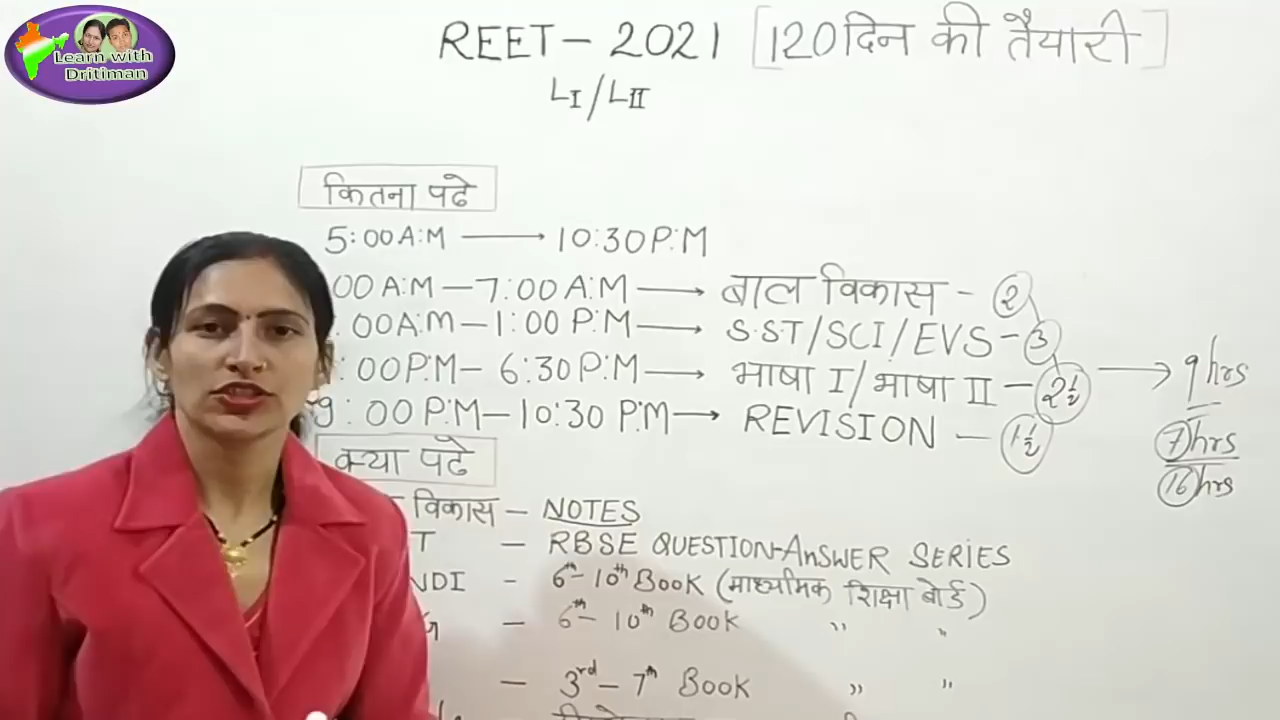 Learn with
Dritiman
REET - 2021 [120 दिन की तैयारी]
LI/LII
कितना पढे
5:00 A:M → 10:30 P:M
00 A:M - 7:00 A:M → बाल विकास - 2
:00 A:M - 1:00 P:M → S.ST/SCI/EVS - 3
:00 P:M - 6:30 P:M → भाषा I/भाषा II - 2½ → 9 hrs
9:00 P:M - 10:30 P:M → REVISION - 1½
7 hrs
16 hrs
क्या पढे
विकास - NOTES
T - RBSE QUESTION-ANSWER SERIES
NDI - 6th - 10th BOOK (माध्यमिक शिक्षा बोर्ड)
G - 6th - 10th BOOK " "
- 3rd - 7th BOOK " "